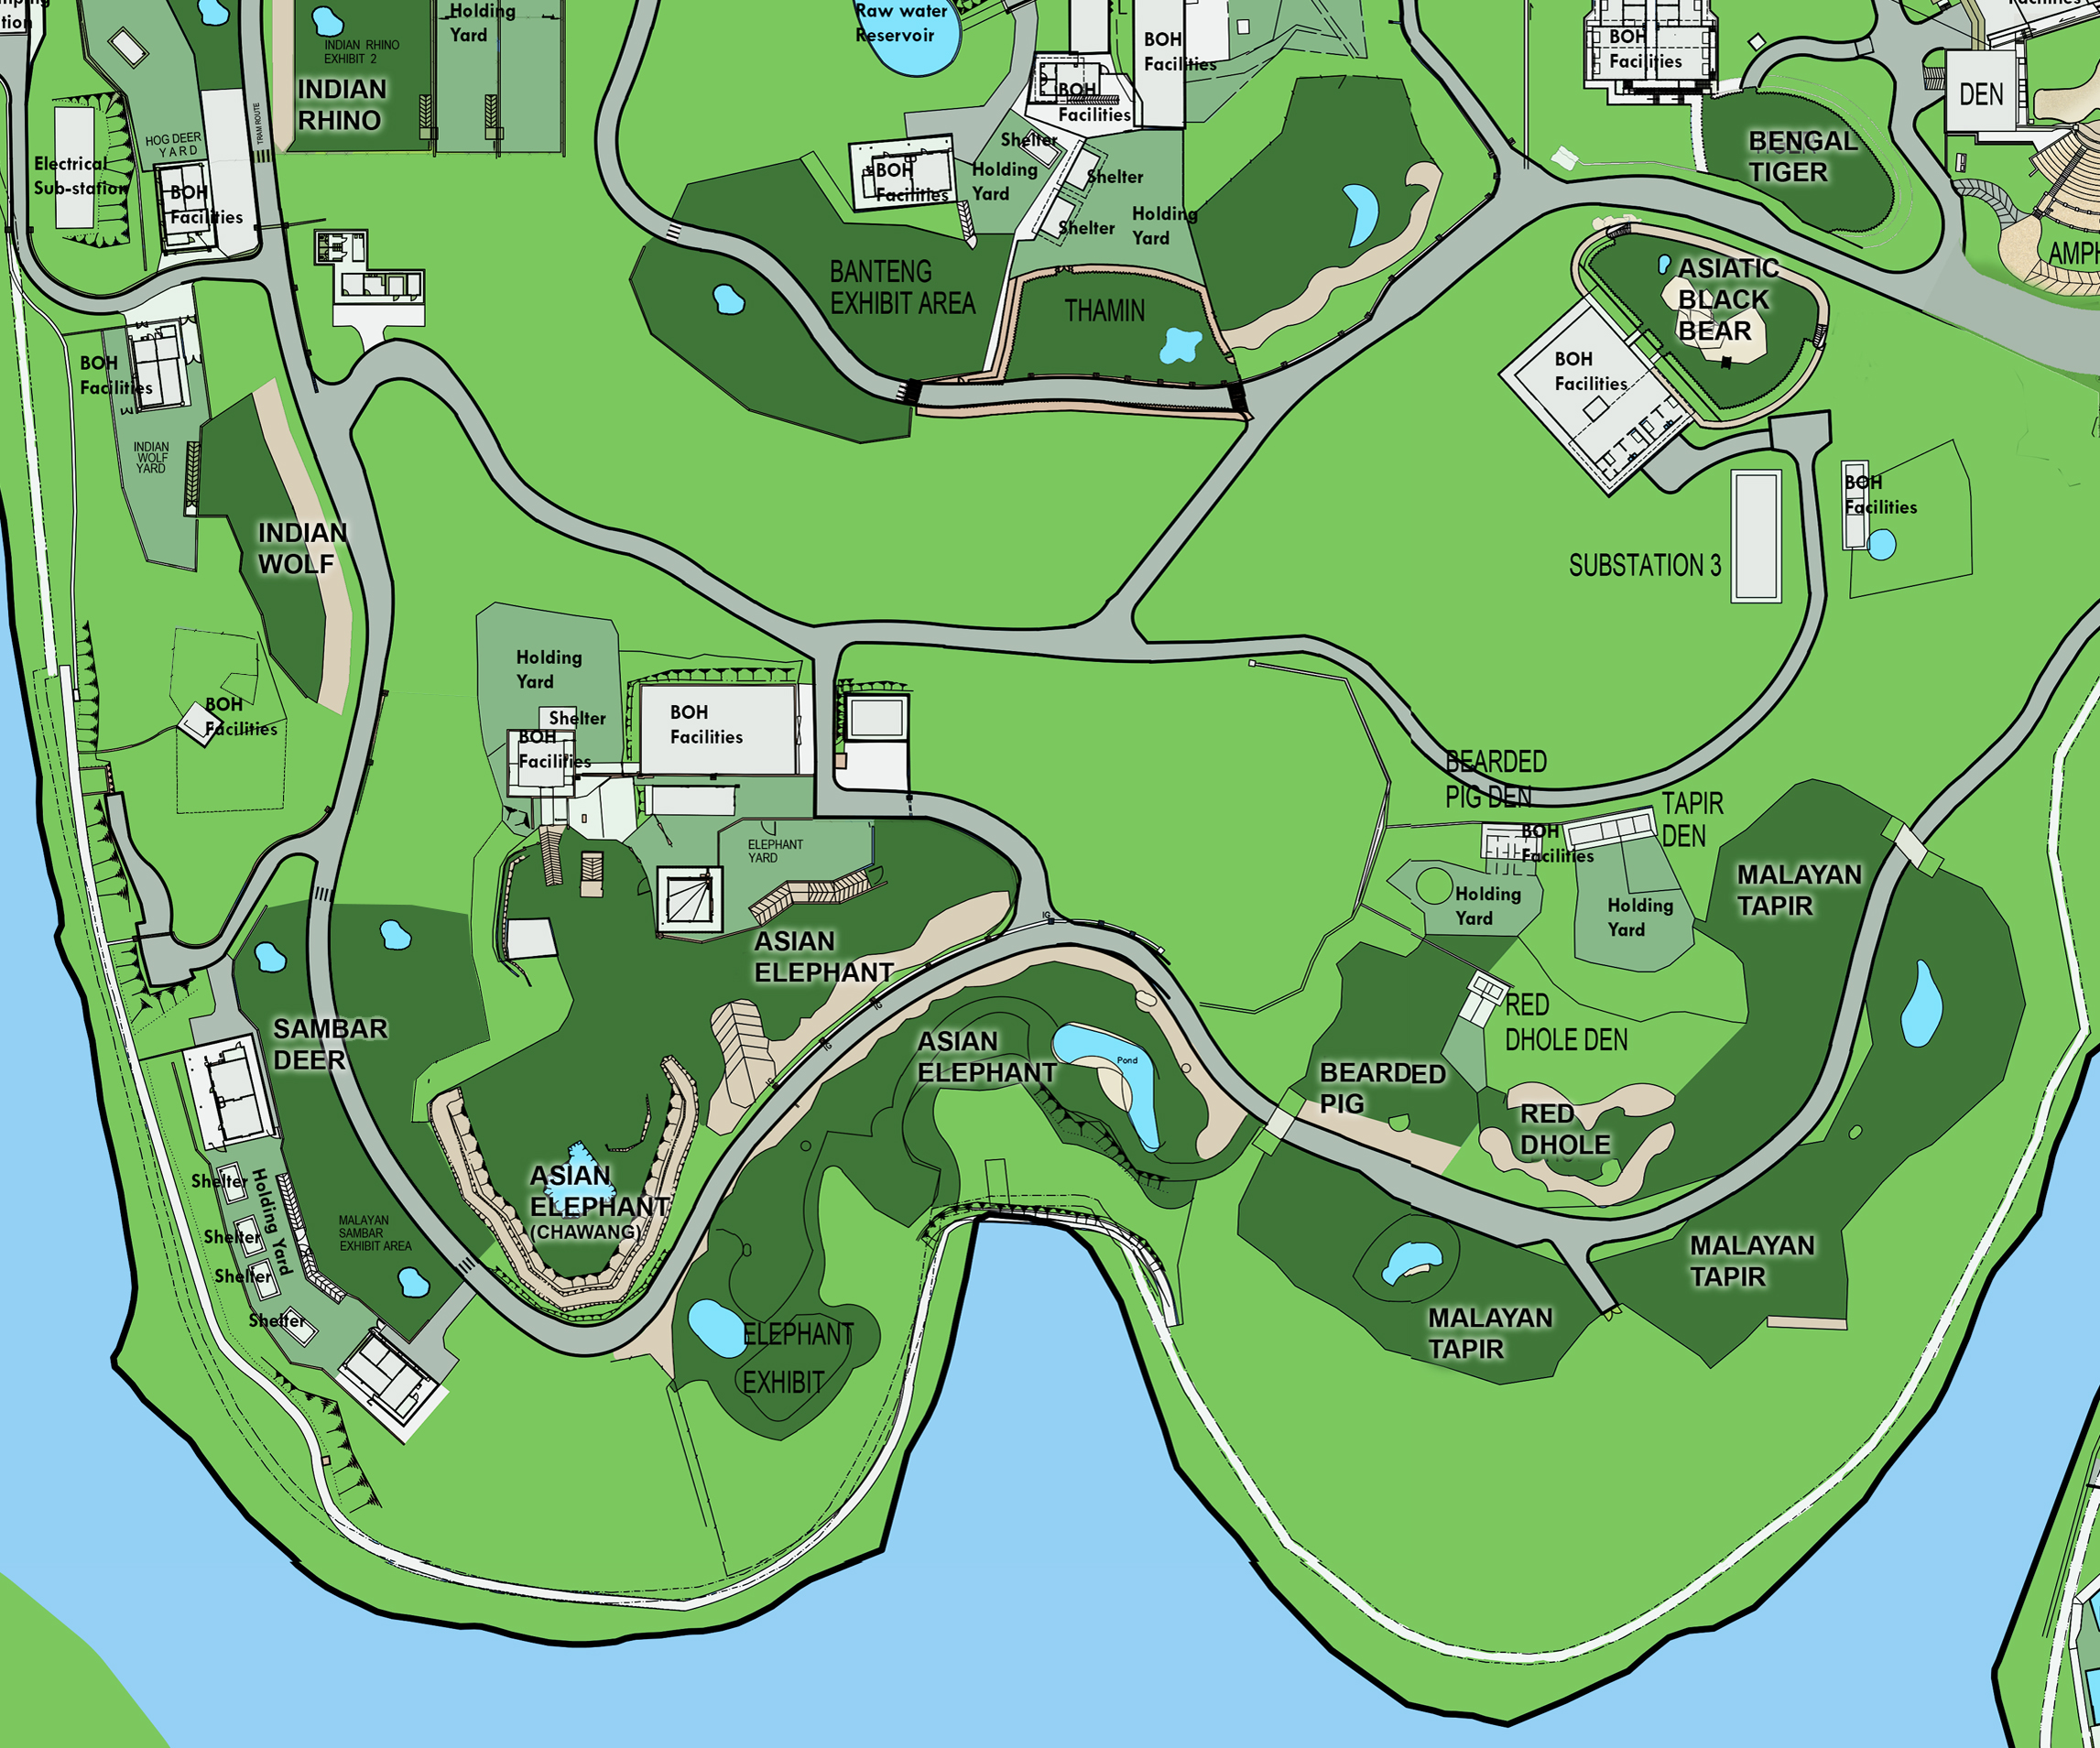 Raw water
Reservoir
Holding
Yard
INDIAN RHINO
EXHIBIT 2
INDIAN
RHINO
TRAM ROUTE
HOG DEER
YARD
Electrical
Sub-station
BOH
Facilities
BOH
Facilities
BOH
Facilities
BOH
Facilities
Shelter
Holding
Yard
Shelter
Shelter
Holding
Yard
BOH
Facilities
DEN
BENGAL
TIGER
BANTENG
EXHIBIT AREA
THAMIN
ASIATIC
BLACK
BEAR
BOH
Facilities
BOH
Facilities
INDIAN
WOLF
YARD
INDIAN
WOLF
BOH
Facilities
SUBSTATION 3
BOH
Facilities
Holding
Yard
Shelter
BOH
Facilities
BOH
Facilities
ELEPHANT
YARD
BEARDED
PIG DEN
TAPIR
DEN
BOH
Facilities
Holding
Yard
Holding
Yard
MALAYAN
TAPIR
ASIAN
ELEPHANT
IG
IG
IG
IG
SAMBAR
DEER
ASIAN
ELEPHANT
Pond
RED
DHOLE DEN
BEARDED
PIG
RED
DHOLE
ASIAN
ELEPHANT
(CHAWANG)
Shelter
Shelter
Shelter
Shelter
Holding Yard
MALAYAN
SAMBAR
EXHIBIT AREA
ELEPHANT
EXHIBIT
MALAYAN
TAPIR
MALAYAN
TAPIR